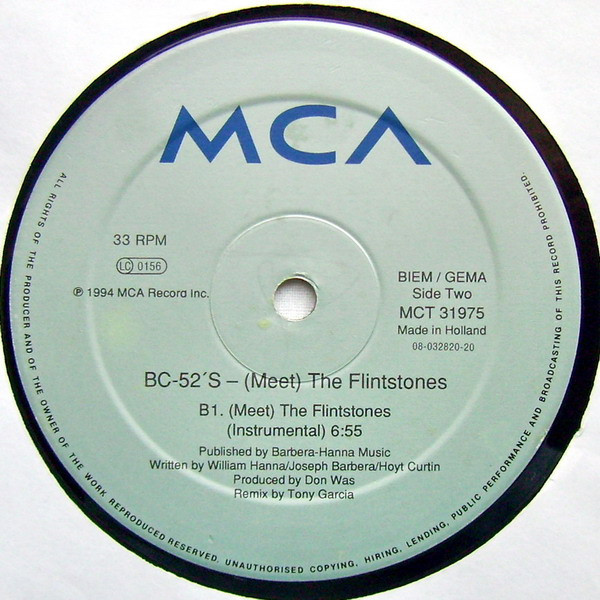 MCA
33 RPM
LC 0156
℗ 1994 MCA Record Inc.
BIEM / GEMA
Side Two
MCT 31975
Made in Holland
08-032820-20
BC-52´S – (Meet) The Flintstones
B1. (Meet) The Flintstones
(Instrumental) 6:55
Published by Barbera-Hanna Music
Written by William Hanna/Joseph Barbera/Hoyt Curtin
Produced by Don Was
Remix by Tony Garcia
ALL RIGHTS OF THE PRODUCER AND OF THE OWNER OF THE WORK REPRODUCED RESERVED. UNAUTHORISED COPYING, HIRING, LENDING, PUBLIC PERFORMANCE AND BROADCASTING OF THIS RECORD PROHIBITED.